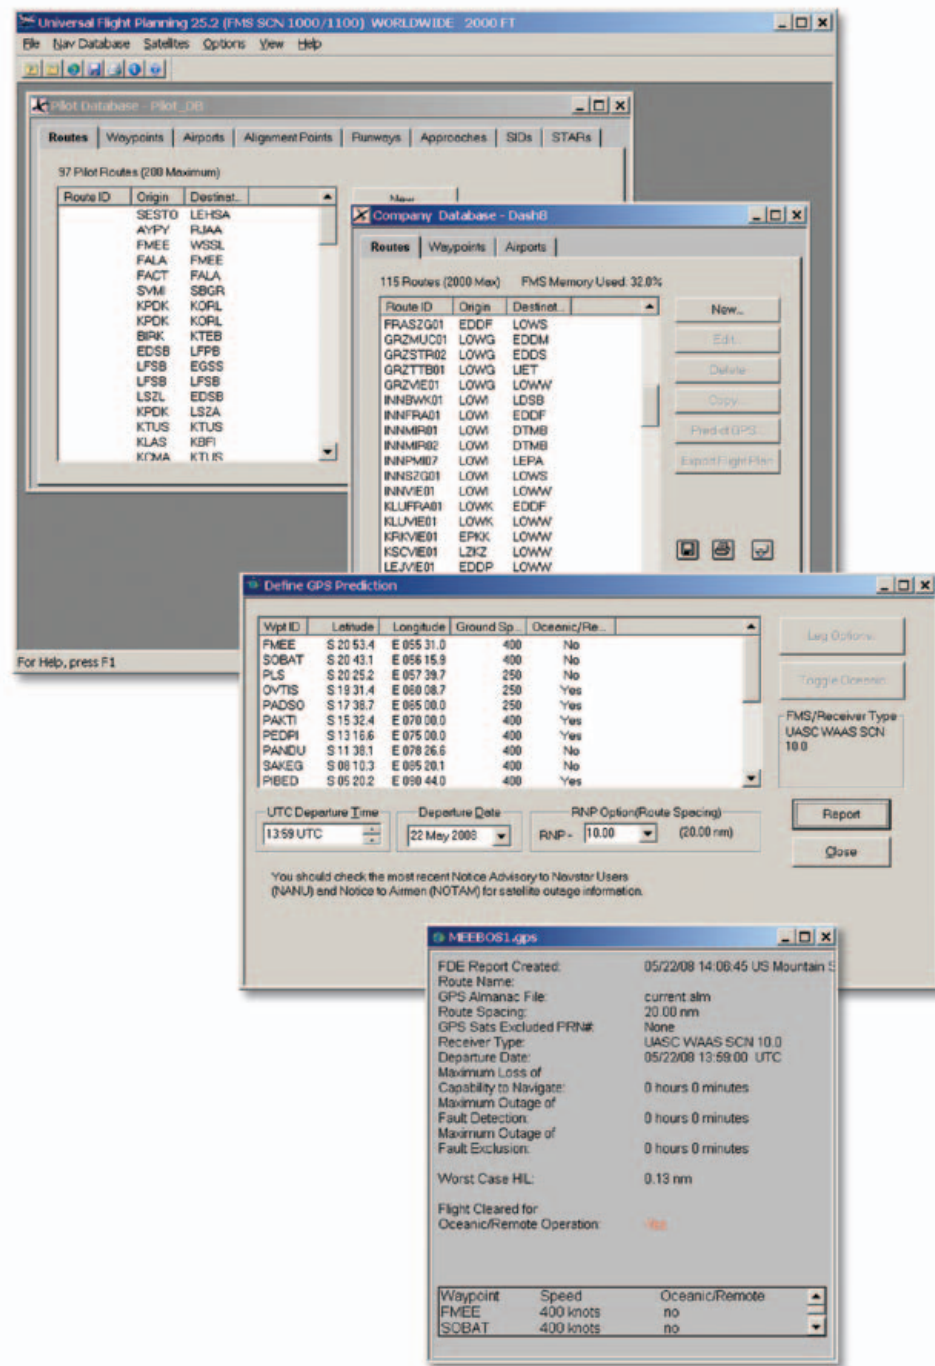 Universal Flight Planning 25.2 (FMS SCN 1000/1100) WORLDWIDE 2000 FT
File Nav Database Satellites Options View Help
Pilot Database - Pilot_DB
Routes Waypoints Airports Alignment Points Runways Approaches SIDs STARs
97 Pilot Routes (200 Maximum)
Route ID Origin Destinat...
SESTO LEHSA
AYPY RJAA
FMEE WSSL
FALA FMEE
FACT FALA
SVMI SBGR
KPDK KORL
KPDK KORL
BIRK KTEB
EDSB LFPB
LFSB EGSS
LFSB LFSB
LSZL EDSB
KPDK LSZA
KTUS KTUS
KLAS KBFI
KCMA KTUS
New
Company Database - Dash8
Routes Waypoints Airports
115 Routes (2000 Max) FMS Memory Used: 32.0%
Route ID Origin Destinat...
FRASZG01 EDDF LOWS
GRZMUC01 LOWG EDDM
GRZSTR02 LOWG EDDS
GRZTTB01 LOWG LIET
GRZVIE01 LOWG LOWW
INNBWK01 LOWI LDSB
INNFRA01 LOWI EDDF
INNMIR01 LOWI DTMB
INNMIR02 LOWI DTMB
INNPMI07 LOWI LEPA
INNSZG01 LOWI LOWS
INNVIE01 LOWI LOWW
KLUFRA01 LOWK EDDF
KLUVIE01 LOWK LOWW
KRKVIE01 EPKK LOWW
KSCVIE01 LZKZ LOWW
LEJVIE01 EDDP LOWW
New...
Edit...
Delete
Copy...
Predict GPS...
Export Flight Plan
For Help, press F1
Define GPS Prediction
Wpt ID Latitude Longitude Ground Sp... Oceanic/Re...
FMEE S 20 53.4 E 055 31.0 400 No
SOBAT S 20 43.1 E 056 15.9 400 No
PLS S 20 25.2 E 057 39.7 250 No
OVTIS S 19 31.4 E 060 08.7 250 Yes
PADSO S 17 38.7 E 065 00.0 250 Yes
PAKTI S 15 32.4 E 070 00.0 400 Yes
PEDPI S 13 16.6 E 075 00.0 400 Yes
PANDU S 11 38.1 E 078 26.6 400 No
SAKEG S 08 10.3 E 085 20.1 400 No
PIBED S 05 20.2 E 090 44.0 400 Yes
Leg Options...
Toggle Oceanic
FMS/Receiver Type
UASC WAAS SCN
10.0
UTC Departure Time Departure Date RNP Option(Route Spacing)
13:59 UTC 22 May 2008 RNP - 10.00 (20.00 nm)
Report
Close
You should check the most recent Notice Advisory to Navstar Users
(NANU) and Notice to Airmen (NOTAM) for satellite outage information.
MEEBOS1.gps
FDE Report Created: 05/22/08 14:06:45 US Mountain S
Route Name:
GPS Almanac File: current.alm
Route Spacing: 20.00 nm
GPS Sats Excluded PRN#: None
Receiver Type: UASC WAAS SCN 10.0
Departure Date: 05/22/08 13:59:00 UTC
Maximum Loss of
Capability to Navigate: 0 hours 0 minutes
Maximum Outage of
Fault Detection: 0 hours 0 minutes
Maximum Outage of
Fault Exclusion: 0 hours 0 minutes
Worst Case HIL: 0.13 nm
Flight Cleared for
Oceanic/Remote Operation: Yes
Waypoint Speed Oceanic/Remote
FMEE 400 knots no
SOBAT 400 knots no